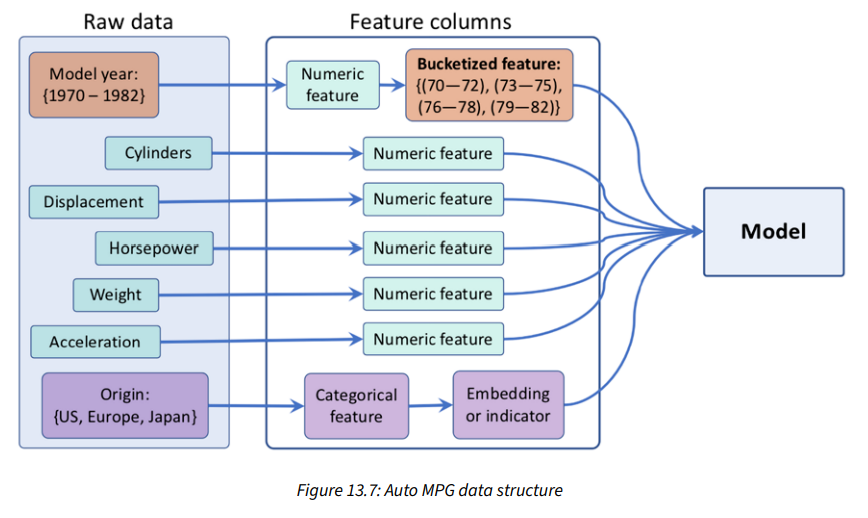 Raw data
Feature columns
Model year:
{1970 – 1982}
Numeric
feature
Bucketized feature:
{(70—72), (73—75),
(76—78), (79—82)}
Cylinders
Numeric feature
Displacement
Numeric feature
Horsepower
Numeric feature
Weight
Numeric feature
Acceleration
Numeric feature
Origin:
{US, Europe, Japan}
Categorical
feature
Embedding
or indicator
Model
Figure 13.7: Auto MPG data structure